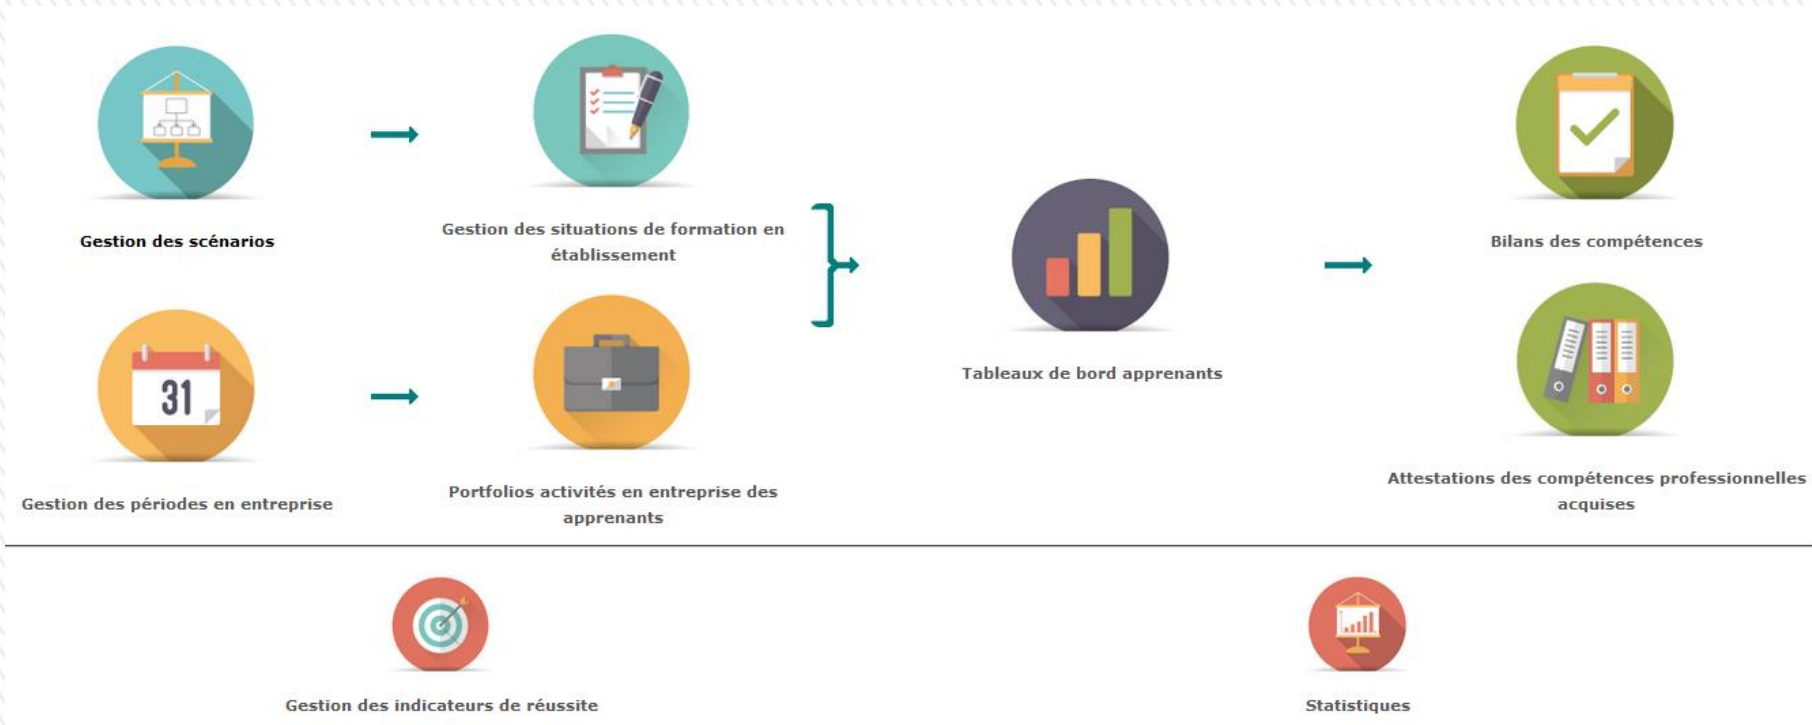 Gestion des scénarios
Gestion des situations de formation en
établissement
31
Gestion des périodes en entreprise
Portfolios activités en entreprise des
apprenants
Tableaux de bord apprenants
Bilans des compétences
Attestations des compétences professionnelles
acquises
Gestion des indicateurs de réussite
Statistiques